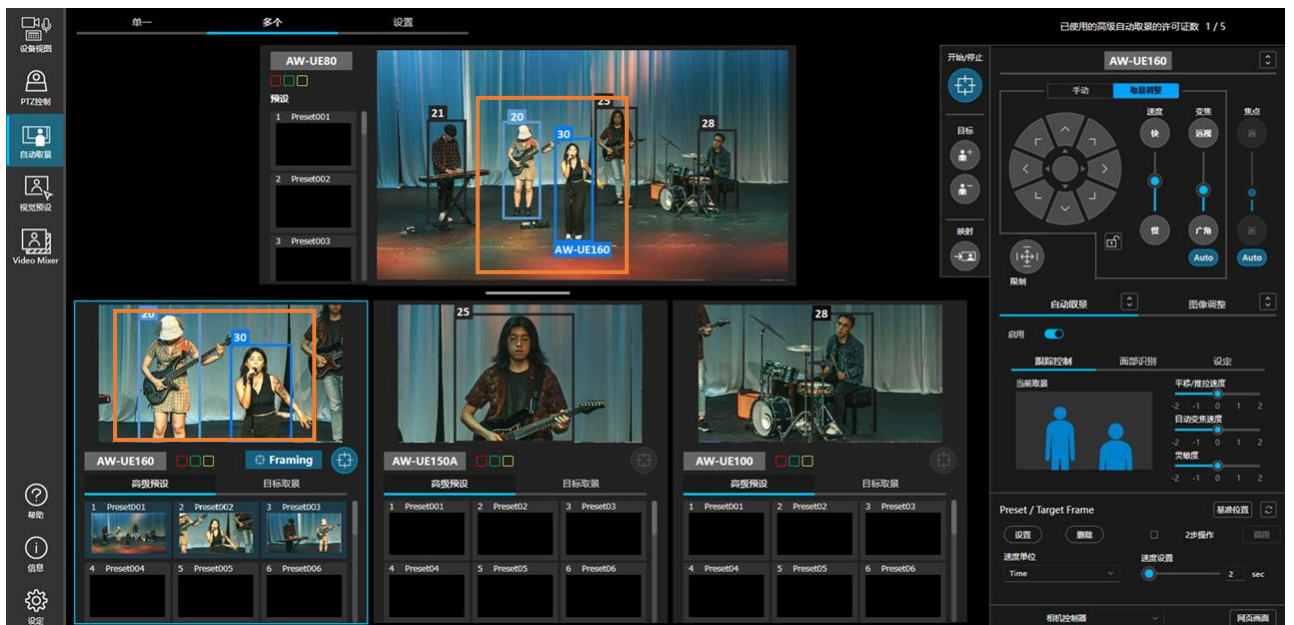 单一
多个
设置
已使用的高级自动取景的许可证数 1 / 5
设备视图
PTZ控制
自动取景
视觉预设
Video Mixer
帮助
信息
设定
AW-UE80
预设
1 Preset001
2 Preset002
3 Preset003
21
20
30
25
28
AW-UE160
开始/停止
目标
映射
20
30
AW-UE160
Framing
高级预设
目标取景
1 Preset001
2 Preset002
3 Preset003
4 Preset004
5 Preset005
6 Preset006
25
AW-UE150A
高级预设
目标取景
1 Preset001
2 Preset02
3 Preset03
4 Preset04
5 Preset05
6 Preset06
28
AW-UE100
高级预设
目标取景
1 Preset001
2 Preset02
3 Preset03
4 Preset04
5 Preset05
6 Preset06
AW-UE160
手动
取景调整
速度
变焦
焦点
快
远视
远
慢
广角
近
Auto
Auto
限制
自动取景
图像调整
启用
跟踪控制
面部识别
设定
当前取景
平移/推拉速度
-2 -1 0 1 2
自动变焦速度
-2 -1 0 1 2
灵敏度
-2 -1 0 1 2
Preset / Target Frame
基准位置
设置
删除
2步操作
调用
速度单位
速度设置
Time
2 sec
相机控制器
网页画面